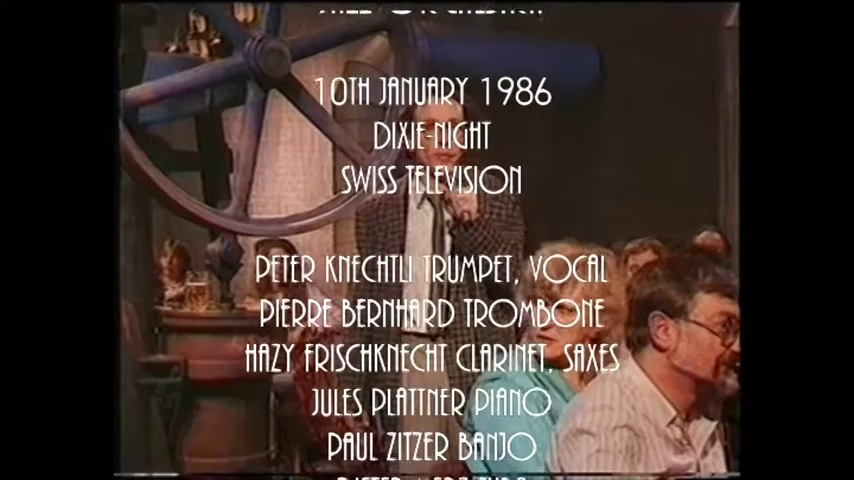 10TH JANUARY 1986
DIXIE-NIGHT
SWISS TELEVISION
PETER KNECHTLI TRUMPET, VOCAL
PIERRE BERNHARD TROMBONE
HAZY FRISCHKNECHT CLARINET, SAXES
JULES PLATTNER PIANO
PAUL ZITZER BANJO